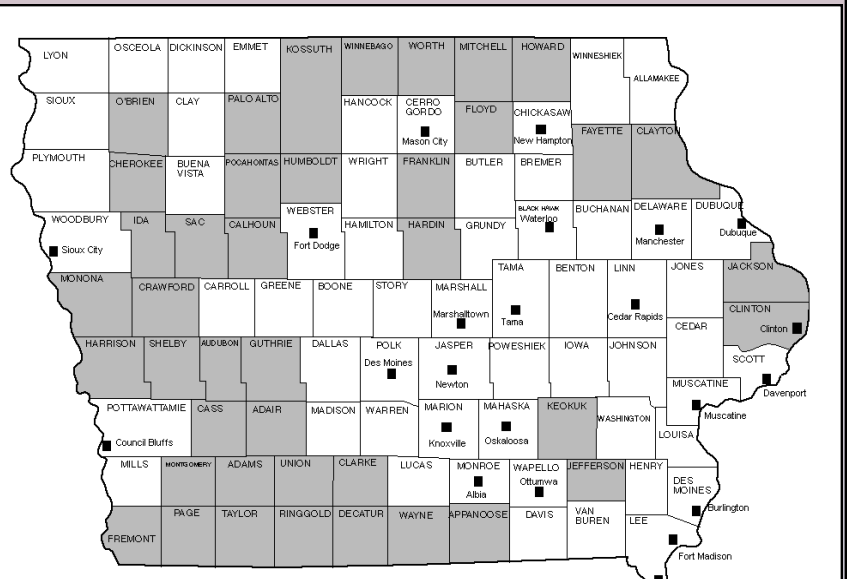 LYON
OSCEOLA
DICKINSON
EMMET
KOSSUTH
WINNEBAGO
WORTH
MITCHELL
HOWARD
WINNESHIEK
ALLAMAKEE
SIOUX
O'BRIEN
CLAY
PALO ALTO
HANCOCK
CERRO
GORDO
Mason City
FLOYD
CHICKASAW
New Hampton
FAYETTE
CLAYTON
PLYMOUTH
CHEROKEE
BUENA
VISTA
POCAHONTAS
HUMBOLDT
WRIGHT
FRANKLIN
BUTLER
BREMER
WOODBURY
Sioux City
IDA
SAC
CALHOUN
WEBSTER
Fort Dodge
HAMILTON
HARDIN
GRUNDY
BLACK HAWK
Waterloo
BUCHANAN
DELAWARE
Manchester
DUBUQUE
Dubuque
MONONA
CRAWFORD
CARROLL
GREENE
BOONE
STORY
MARSHALL
Marshalltown
TAMA
Tama
BENTON
LINN
Cedar Rapids
JONES
JACKSON
CLINTON
Clinton
CEDAR
HARRISON
SHELBY
AUDUBON
GUTHRIE
DALLAS
POLK
Des Moines
JASPER
Newton
POWESHIEK
IOWA
JOHNSON
SCOTT
Davenport
MUSCATINE
Muscatine
POTTAWATTAMIE
Council Bluffs
CASS
ADAIR
MADISON
WARREN
MARION
Knoxville
MAHASKA
Oskaloosa
KEOKUK
WASHINGTON
LOUISA
MILLS
MONTGOMERY
ADAMS
UNION
CLARKE
LUCAS
MONROE
Albia
WAPELLO
Ottumwa
JEFFERSON
HENRY
DES
MOINES
Burlington
FREMONT
PAGE
TAYLOR
RINGGOLD
DECATUR
WAYNE
APPANOOSE
DAVIS
VAN
BUREN
LEE
Fort Madison